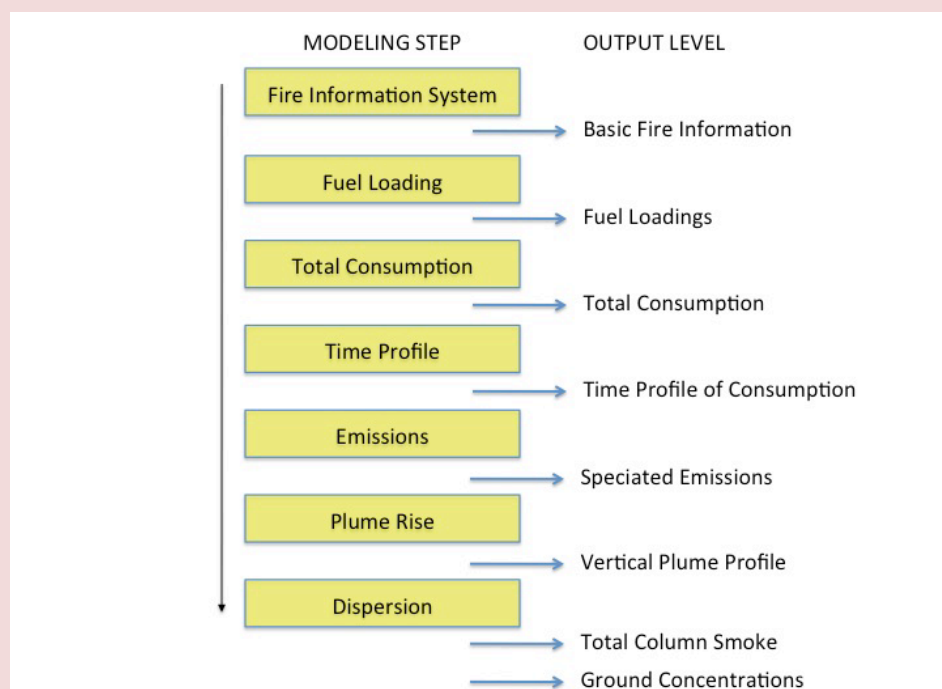 MODELING STEP
OUTPUT LEVEL
Fire Information System
Basic Fire Information
Fuel Loading
Fuel Loadings
Total Consumption
Total Consumption
Time Profile
Time Profile of Consumption
Emissions
Speciated Emissions
Plume Rise
Vertical Plume Profile
Dispersion
Total Column Smoke
Ground Concentrations